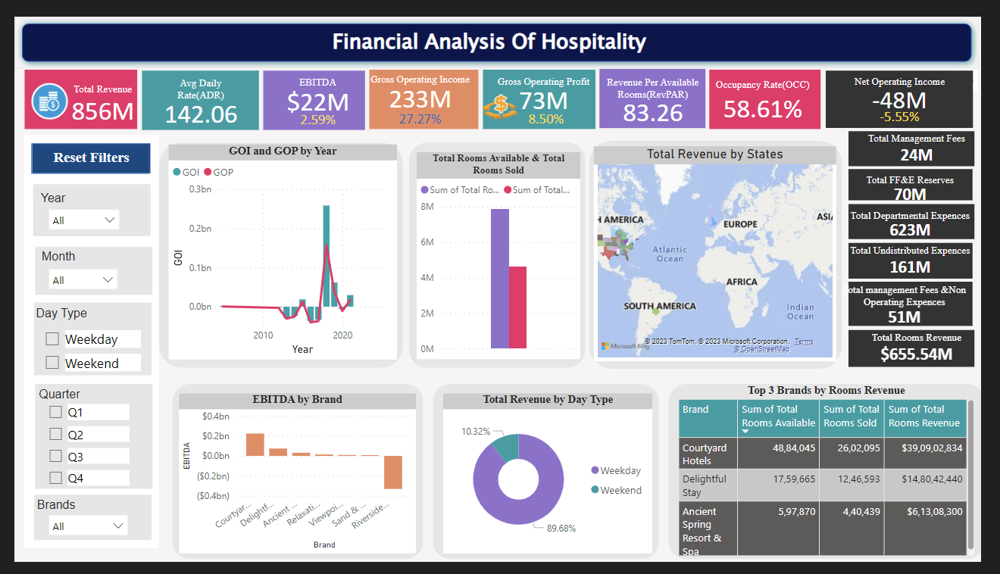 Financial Analysis Of Hospitality
Total Revenue
856M
Avg Daily
Rate(ADR)
142.06
EBITDA
$22M
2.59%
Gross Operating Income
233M
27.27%
Gross Operating Profit
73M
8.50%
Revenue Per Available
Rooms(RevPAR)
83.26
Occupancy Rate(OCC)
58.61%
Net Operating Income
-48M
-5.55%
Reset Filters
Year
All
Month
All
Day Type
Weekday
Weekend
Quarter
Q1
Q2
Q3
Q4
Brands
All
GOI and GOP by Year
GOI GOP
0.3bn
0.2bn
0.1bn
0.0bn
GOI
2010 2020
Year
Total Rooms Available & Total
Rooms Sold
Sum of Total Ro... Sum of Total...
8M
6M
4M
2M
0M
Total Revenue by States
H AMERICA
EUROPE
ASI
Atlantic
Ocean
AFRICA
SOUTH AMERICA
Indian
Ocean
Microsoft Bing
© 2023 TomTom, © 2023 Microsoft Corporation, Terms
© OpenStreetMap
Total Management Fees
24M
Total FF&E Reserves
70M
Total Departmental Expences
623M
Total Undistributed Expences
161M
otal management Fees &Non
Operating Expences
51M
Total Rooms Revenue
$655.54M
EBITDA by Brand
$0.4bn
$0.2bn
$0.0bn
($0.2bn)
($0.4bn)
EBITDA
Courtyar... Delightf... Ancient ... Relaxati... Viewpoi... Sand & ... Riverside...
Brand
Total Revenue by Day Type
10.32%
89.68%
Weekday
Weekend
Top 3 Brands by Rooms Revenue
Brand Sum of Total Rooms Available Sum of Total Rooms Sold Sum of Total Rooms Revenue
Courtyard Hotels 48,84,045 26,02,095 $39,09,02,834
Delightful Stay 17,59,665 12,46,593 $14,80,42,440
Ancient Spring Resort & Spa 5,97,870 4,40,439 $6,13,08,300